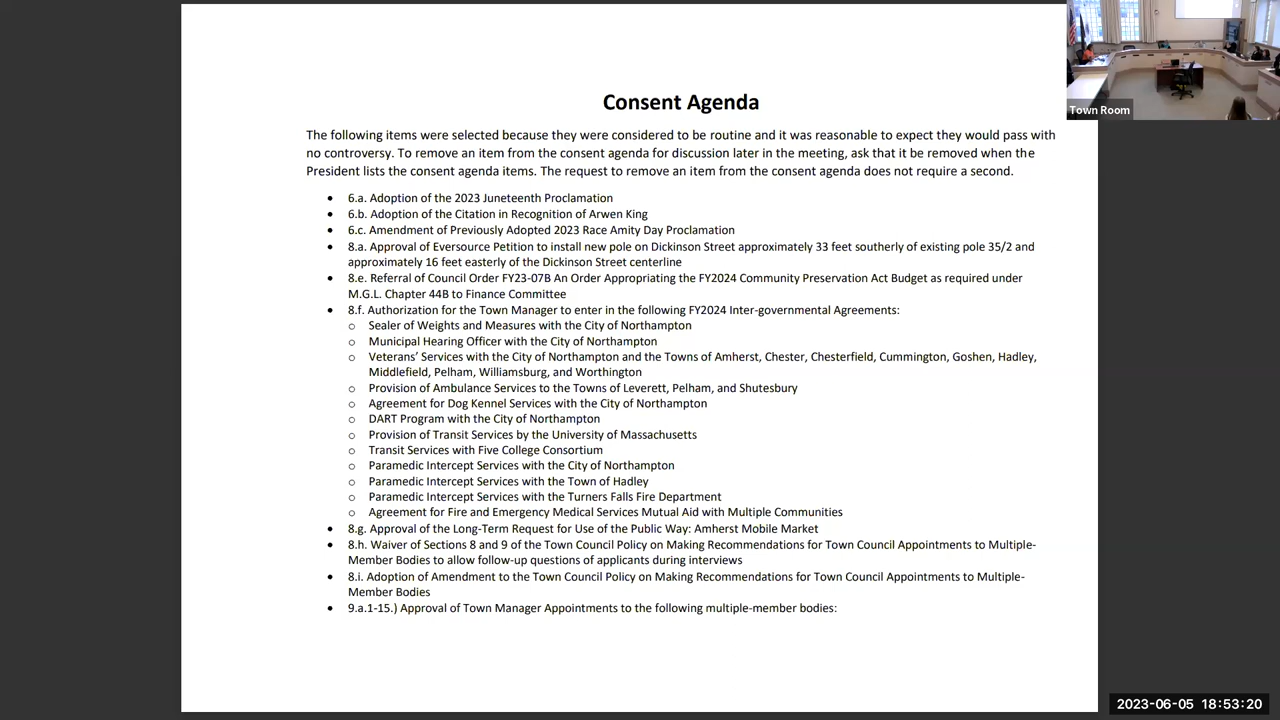 Consent Agenda
The following items were selected because they were considered to be routine and it was reasonable to expect they would pass with
no controversy. To remove an item from the consent agenda for discussion later in the meeting, ask that it be removed when the
President lists the consent agenda items. The request to remove an item from the consent agenda does not require a second.
• 6.a. Adoption of the 2023 Juneteenth Proclamation
• 6.b. Adoption of the Citation in Recognition of Arwen King
• 6.c. Amendment of Previously Adopted 2023 Race Amity Day Proclamation
• 8.a. Approval of Eversource Petition to install new pole on Dickinson Street approximately 33 feet southerly of existing pole 35/2 and
approximately 16 feet easterly of the Dickinson Street centerline
• 8.e. Referral of Council Order FY23-07B An Order Appropriating the FY2024 Community Preservation Act Budget as required under
M.G.L. Chapter 44B to Finance Committee
• 8.f. Authorization for the Town Manager to enter in the following FY2024 Inter-governmental Agreements:
o Sealer of Weights and Measures with the City of Northampton
o Municipal Hearing Officer with the City of Northampton
o Veterans’ Services with the City of Northampton and the Towns of Amherst, Chester, Chesterfield, Cummington, Goshen, Hadley,
Middlefield, Pelham, Williamsburg, and Worthington
o Provision of Ambulance Services to the Towns of Leverett, Pelham, and Shutesbury
o Agreement for Dog Kennel Services with the City of Northampton
o DART Program with the City of Northampton
o Provision of Transit Services by the University of Massachusetts
o Transit Services with Five College Consortium
o Paramedic Intercept Services with the City of Northampton
o Paramedic Intercept Services with the Town of Hadley
o Paramedic Intercept Services with the Turners Falls Fire Department
o Agreement for Fire and Emergency Medical Services Mutual Aid with Multiple Communities
• 8.g. Approval of the Long-Term Request for Use of the Public Way: Amherst Mobile Market
• 8.h. Waiver of Sections 8 and 9 of the Town Council Policy on Making Recommendations for Town Council Appointments to Multiple-
Member Bodies to allow follow-up questions of applicants during interviews
• 8.i. Adoption of Amendment to the Town Council Policy on Making Recommendations for Town Council Appointments to Multiple-
Member Bodies
• 9.a.1-15.) Approval of Town Manager Appointments to the following multiple-member bodies:
Town Room
2023-06-05 18:53:20